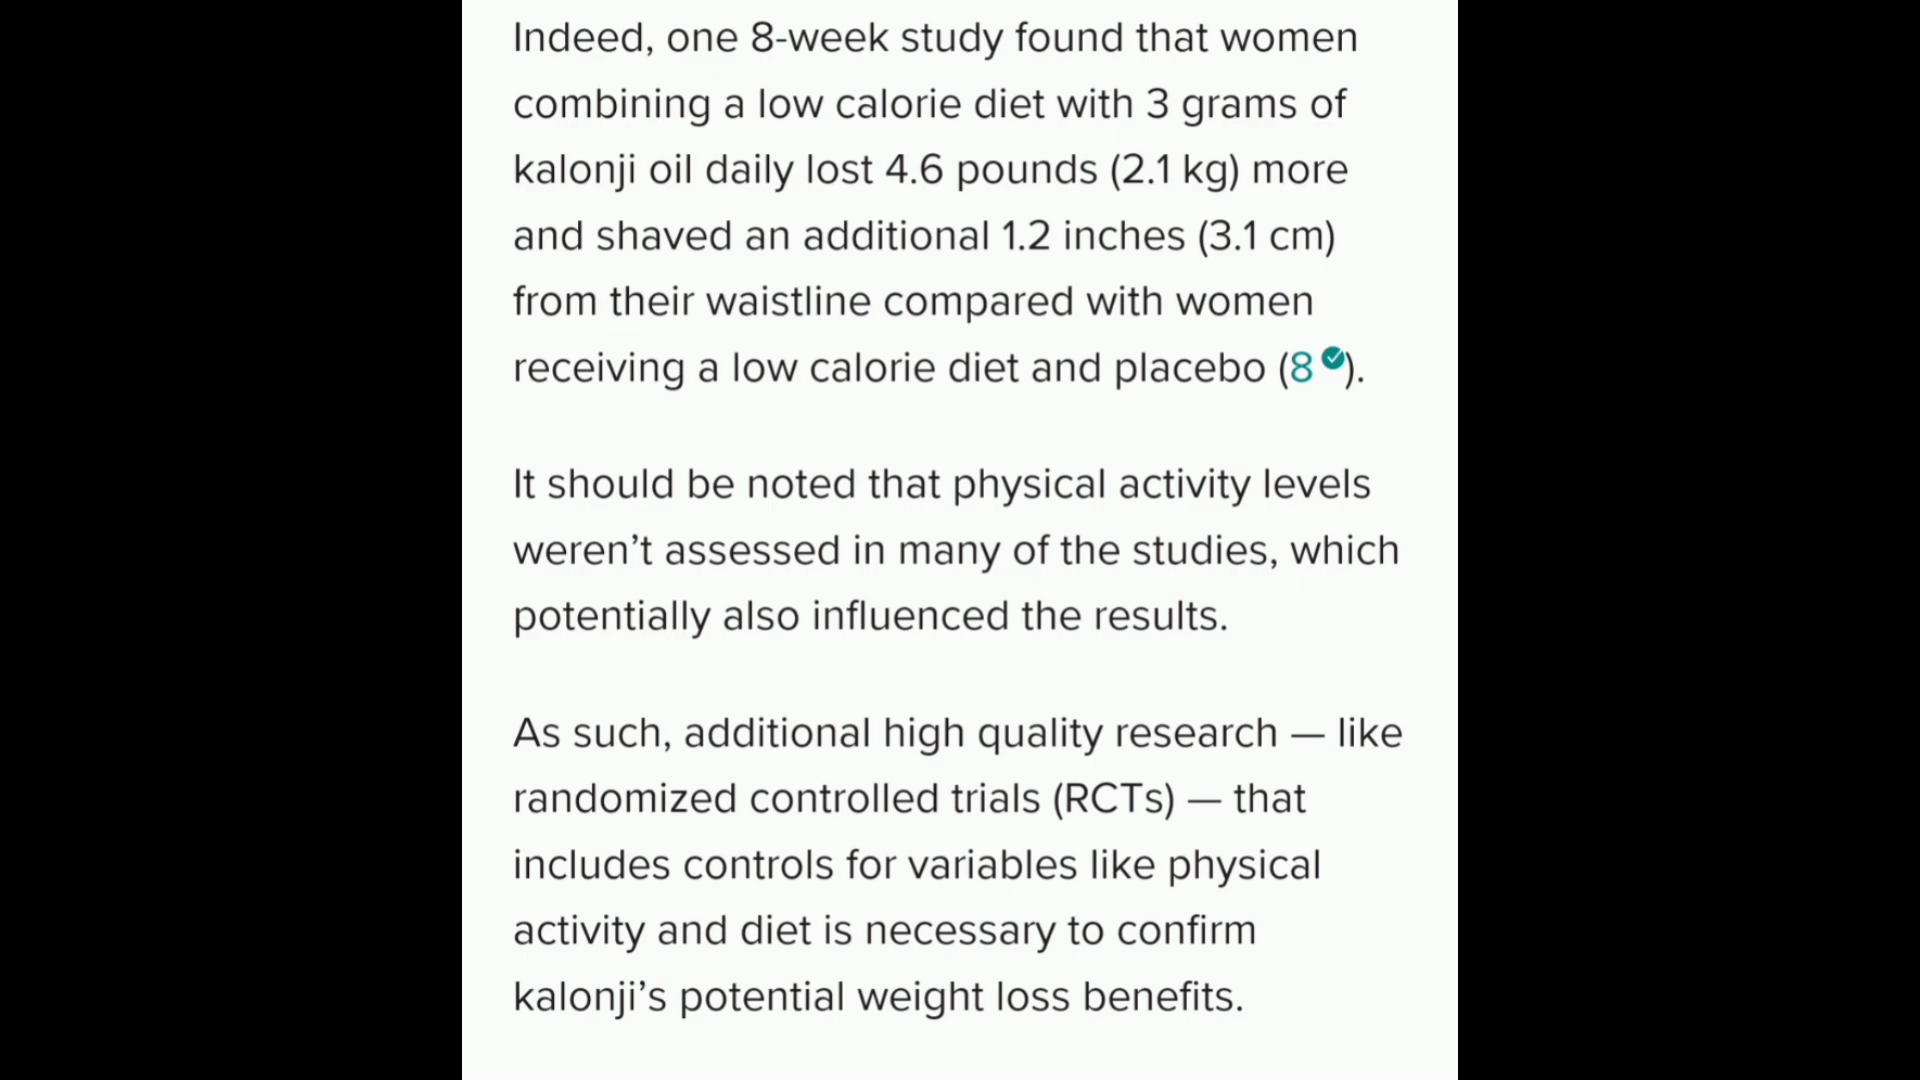 Indeed, one 8-week study found that women
combining a low calorie diet with 3 grams of
kalonji oil daily lost 4.6 pounds (2.1 kg) more
and shaved an additional 1.2 inches (3.1 cm)
from their waistline compared with women
receiving a low calorie diet and placebo (8).
It should be noted that physical activity levels
weren’t assessed in many of the studies, which
potentially also influenced the results.
As such, additional high quality research — like
randomized controlled trials (RCTs) — that
includes controls for variables like physical
activity and diet is necessary to confirm
kalonji’s potential weight loss benefits.